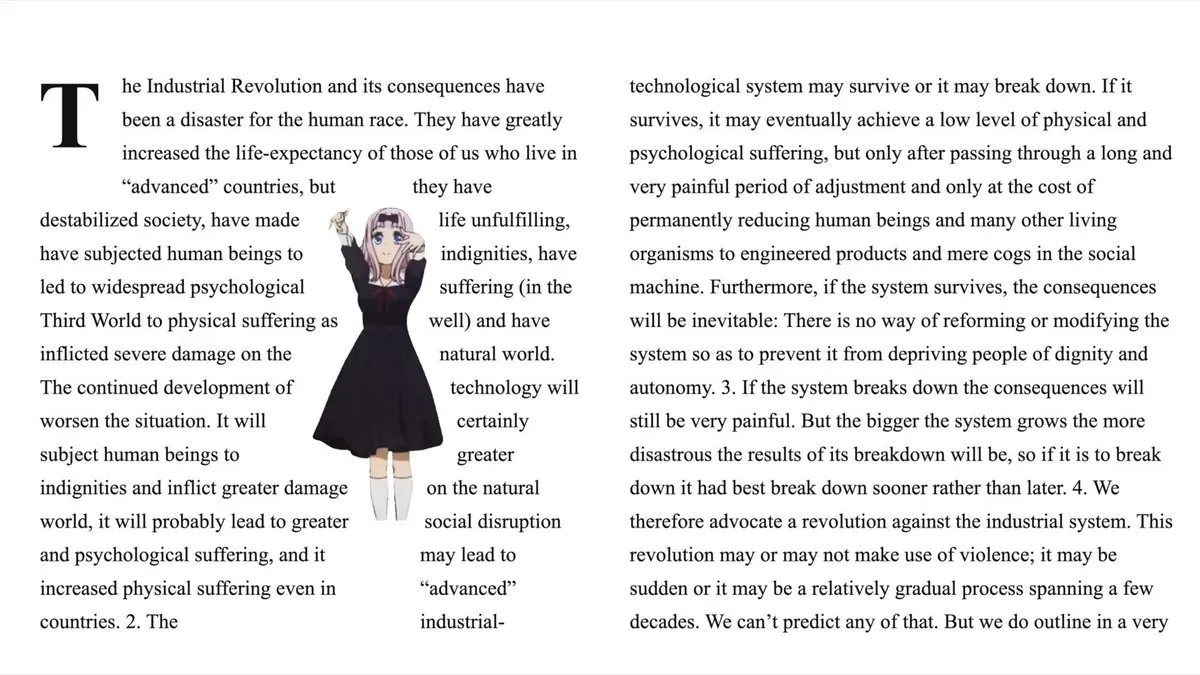 The Industrial Revolution and its consequences have
been a disaster for the human race. They have greatly
increased the life-expectancy of those of us who live in
“advanced” countries, but they have
destabilized society, have made life unfulfilling,
have subjected human beings to indignities, have
led to widespread psychological suffering (in the
Third World to physical suffering as well) and have
inflicted severe damage on the natural world.
The continued development of technology will
worsen the situation. It will certainly
subject human beings to greater
indignities and inflict greater damage on the natural
world, it will probably lead to greater social disruption
and psychological suffering, and it may lead to
increased physical suffering even in “advanced”
countries. 2. The industrial-
technological system may survive or it may break down. If it
survives, it may eventually achieve a low level of physical and
psychological suffering, but only after passing through a long and
very painful period of adjustment and only at the cost of
permanently reducing human beings and many other living
organisms to engineered products and mere cogs in the social
machine. Furthermore, if the system survives, the consequences
will be inevitable: There is no way of reforming or modifying the
system so as to prevent it from depriving people of dignity and
autonomy. 3. If the system breaks down the consequences will
still be very painful. But the bigger the system grows the more
disastrous the results of its breakdown will be, so if it is to break
down it had best break down sooner rather than later. 4. We
therefore advocate a revolution against the industrial system. This
revolution may or may not make use of violence; it may be
sudden or it may be a relatively gradual process spanning a few
decades. We can’t predict any of that. But we do outline in a very